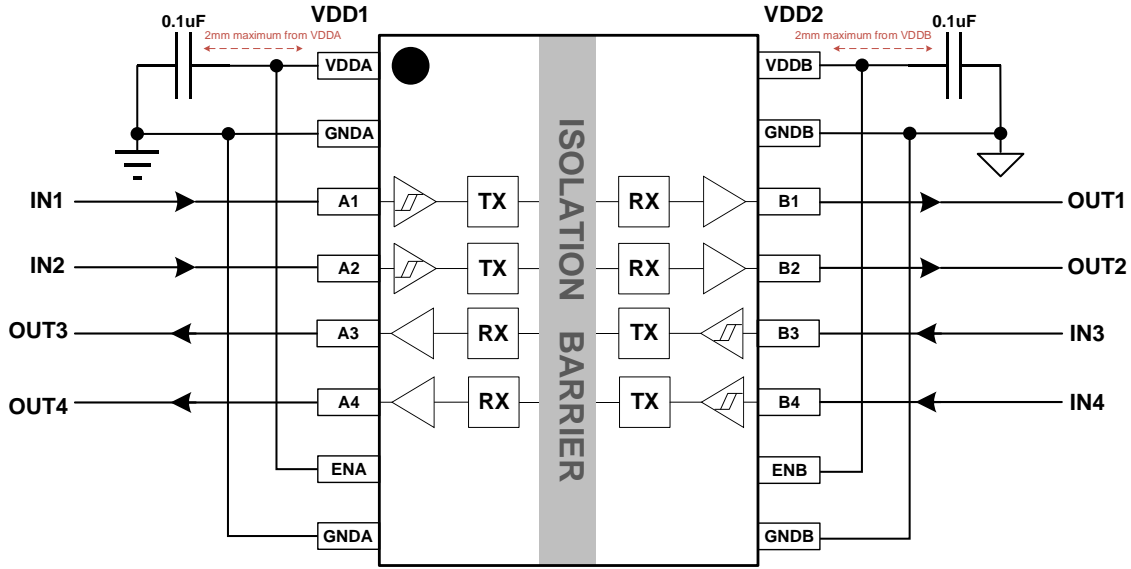 VDD1 VDD2
0.1uF 0.1uF
2mm maximum from VDDA 2mm maximum from VDDB
VDDA VDDB
GNDA GNDB
IN1 A1 TX RX B1 OUT1
IN2 A2 TX RX B2 OUT2
OUT3 A3 RX TX B3 IN3
OUT4 A4 RX TX B4 IN4
ENA ENB
GNDA GNDB
ISOLATION BARRIER